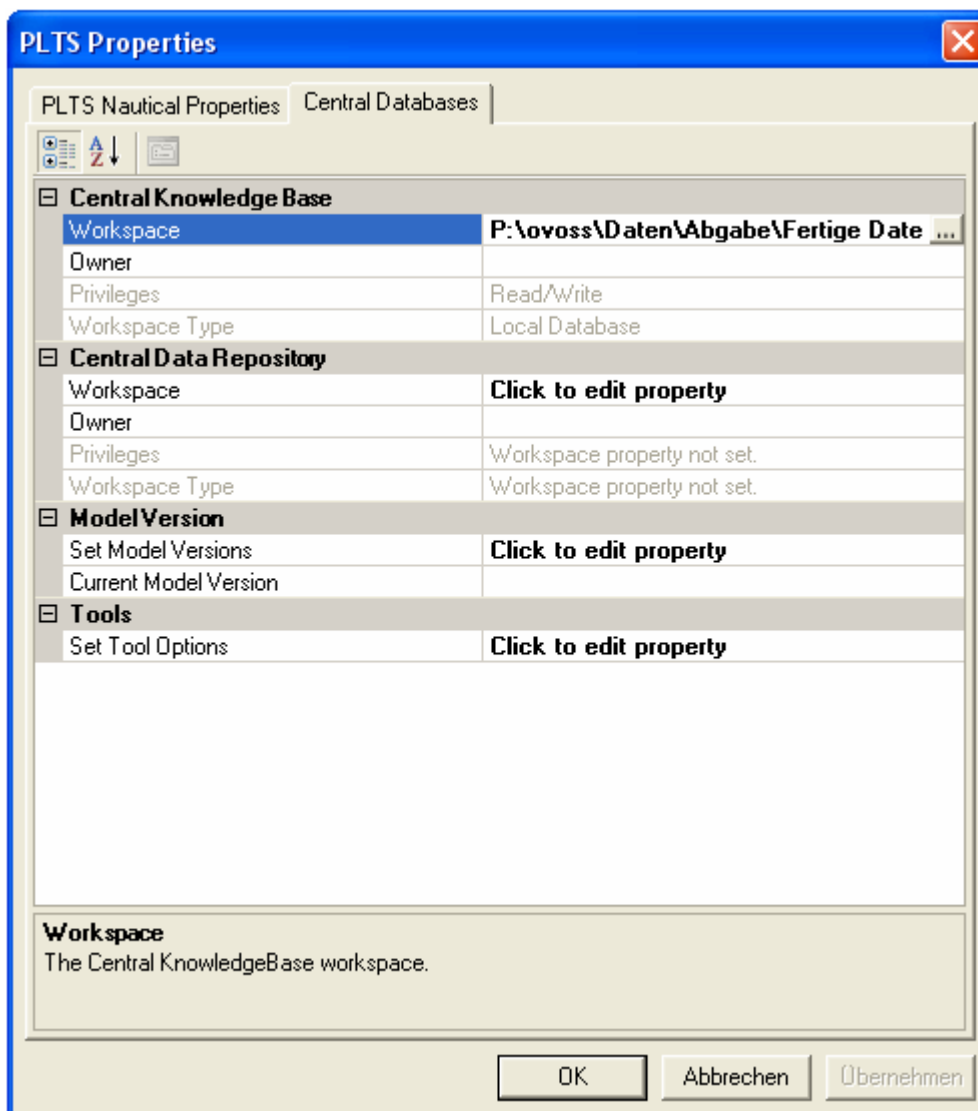 PLTS Properties
PLTS Nautical Properties Central Databases
A
Z
Central Knowledge Base
Workspace P:\ovoss\Daten\Abgabe\Fertige Date ...
Owner
Privileges Read/Write
Workspace Type Local Database
Central Data Repository
Workspace Click to edit property
Owner
Privileges Workspace property not set.
Workspace Type Workspace property not set.
Model Version
Set Model Versions Click to edit property
Current Model Version
Tools
Set Tool Options Click to edit property
Workspace
The Central KnowledgeBase workspace.
OK Abbrechen Übernehmen